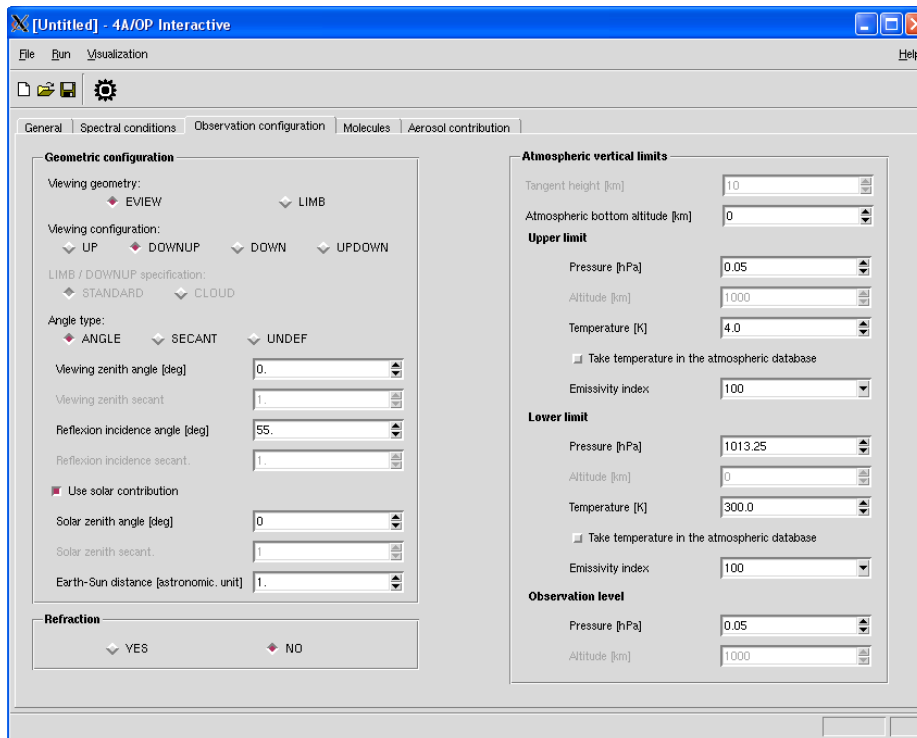 [Untitled] - 4A/OP Interactive
File Run Visualization Help
General Spectral conditions Observation configuration Molecules Aerosol contribution
Geometric configuration
Viewing geometry:
EVIEW LIMB
Viewing configuration:
UP DOWNUP DOWN UPDOWN
LIMB / DOWNUP specification:
STANDARD CLOUD
Angle type:
ANGLE SECANT UNDEF
Viewing zenith angle [deg] 0.
Viewing zenith secant 1.
Reflexion incidence angle [deg] 55.
Reflexion incidence secant. 1.
Use solar contribution
Solar zenith angle [deg] 0
Solar zenith secant. 1
Earth-Sun distance [astronomic. unit] 1.
Refraction
YES NO
Atmospheric vertical limits
Tangent height [km] 10
Atmospheric bottom altitude [km] 0
Upper limit
Pressure [hPa] 0.05
Altitude [km] 1000
Temperature [K] 4.0
Take temperature in the atmospheric database
Emissivity index 100
Lower limit
Pressure [hPa] 1013.25
Altitude [km] 0
Temperature [K] 300.0
Take temperature in the atmospheric database
Emissivity index 100
Observation level
Pressure [hPa] 0.05
Altitude [km] 1000